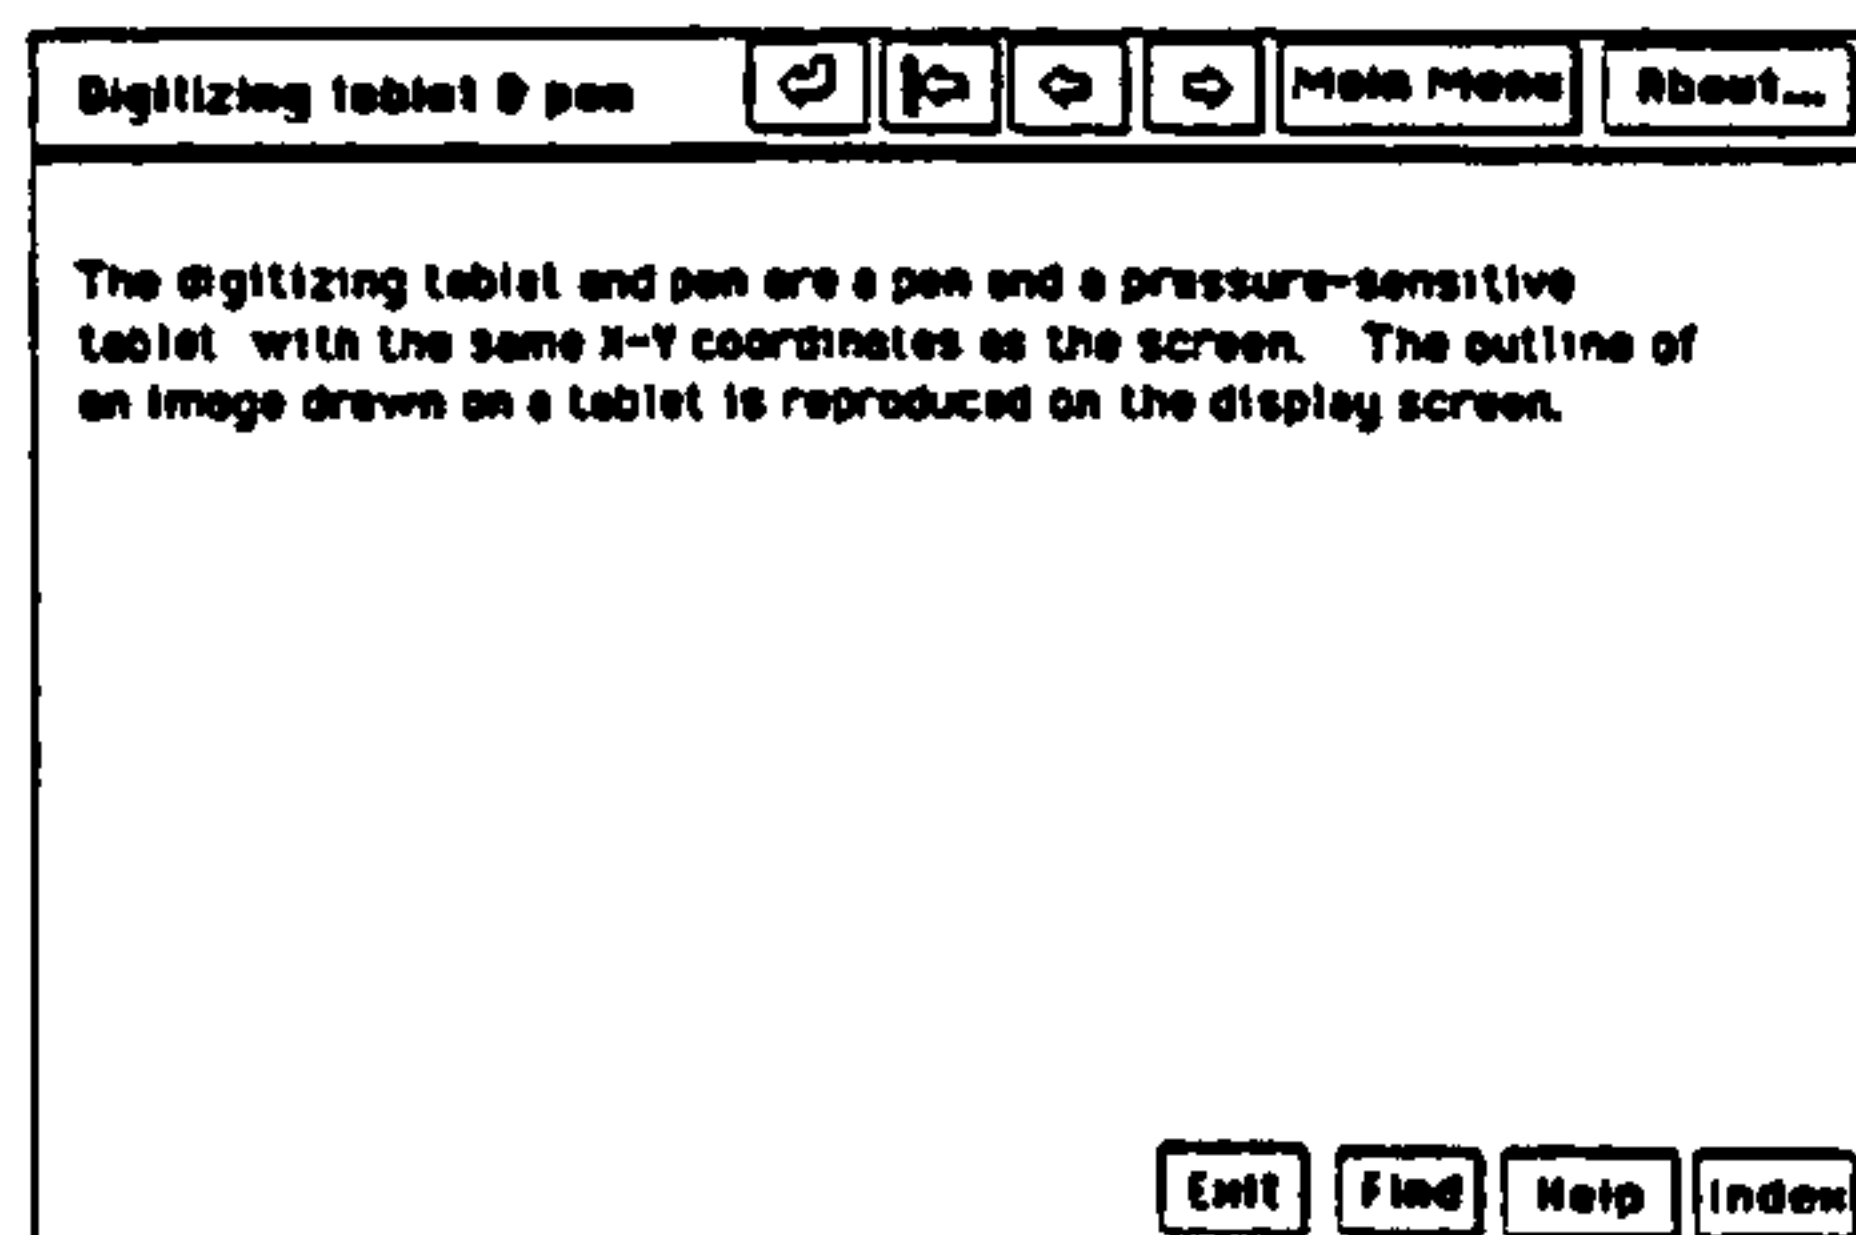 Digitizing tablet & pen
Main Menu
About...
The digitizing tablet and pen are a pen and a pressure-sensitive
tablet with the same X-Y coordinates as the screen. The outline of
an image drawn on a tablet is reproduced on the display screen.
Exit
Find
Help
Index